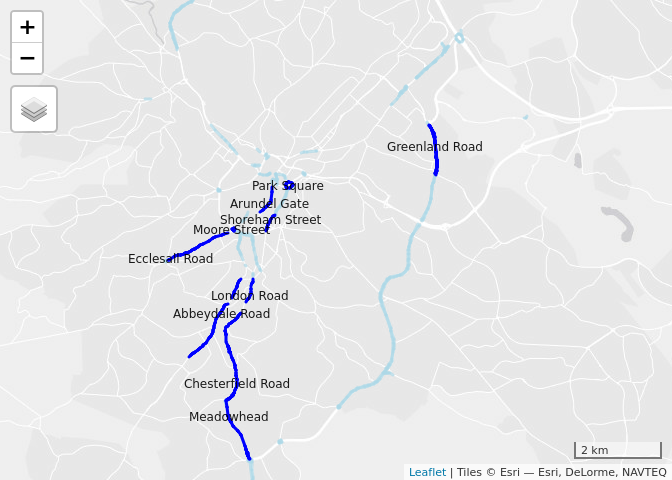 +
−
Greenland Road
Park Square
Arundel Gate
Shoreham Street
Moore Street
Ecclesall Road
London Road
Abbeydale Road
Chesterfield Road
Meadowhead
2 km
Leaflet | Tiles © Esri — Esri, DeLorme, NAVTEQ